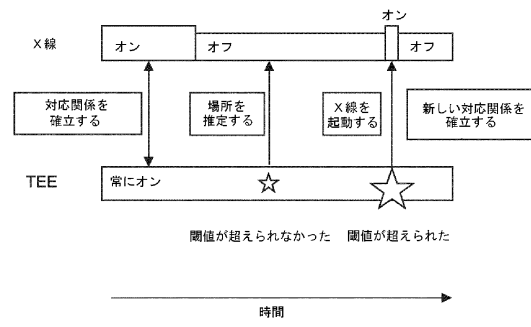 オン
X線
オン
オフ
オフ
対応関係を
確立する
場所を
推定する
X線を
起動する
新しい対応関係を
確立する
TEE
常にオン
閾値が超えられなかった
閾値が超えられた
時間